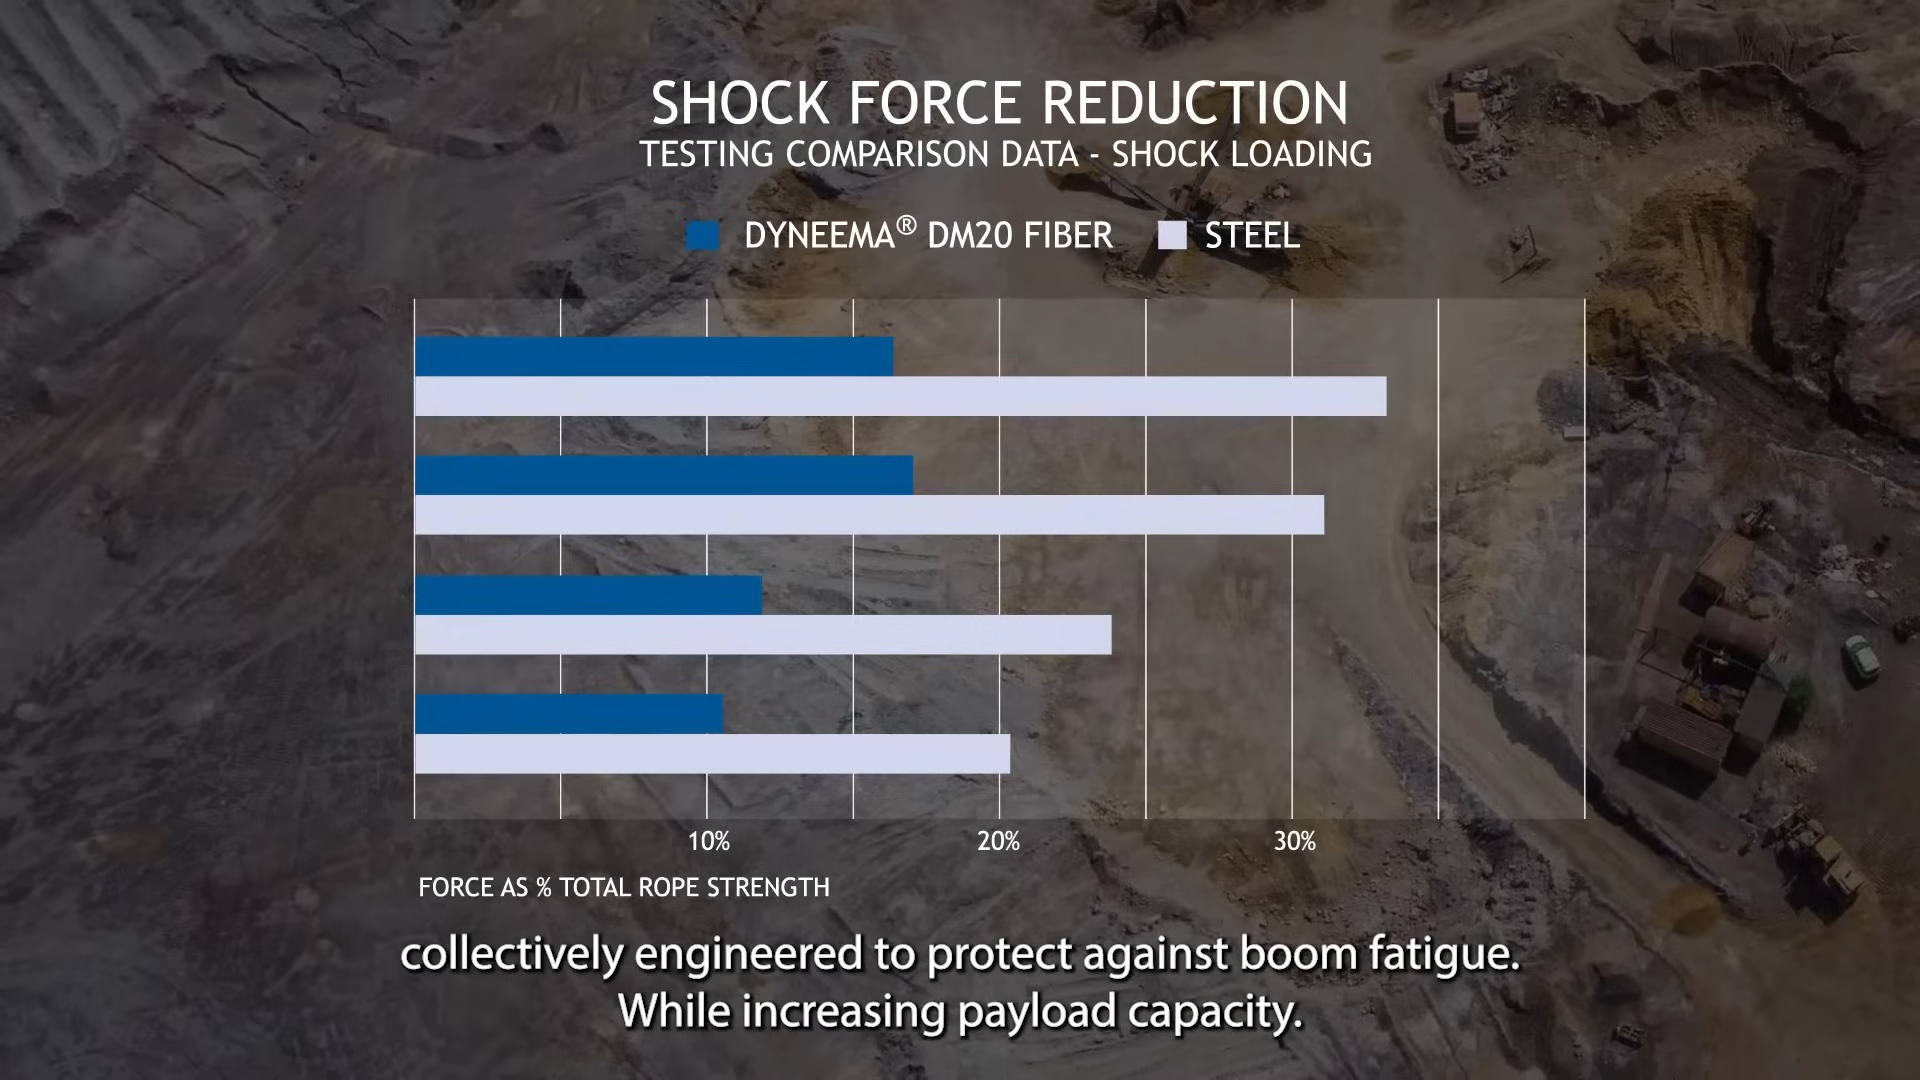 SHOCK FORCE REDUCTION
TESTING COMPARISON DATA - SHOCK LOADING
DYNEEMA® DM20 FIBER STEEL
10% 20% 30%
FORCE AS % TOTAL ROPE STRENGTH
collectively engineered to protect against boom fatigue.
While increasing payload capacity.